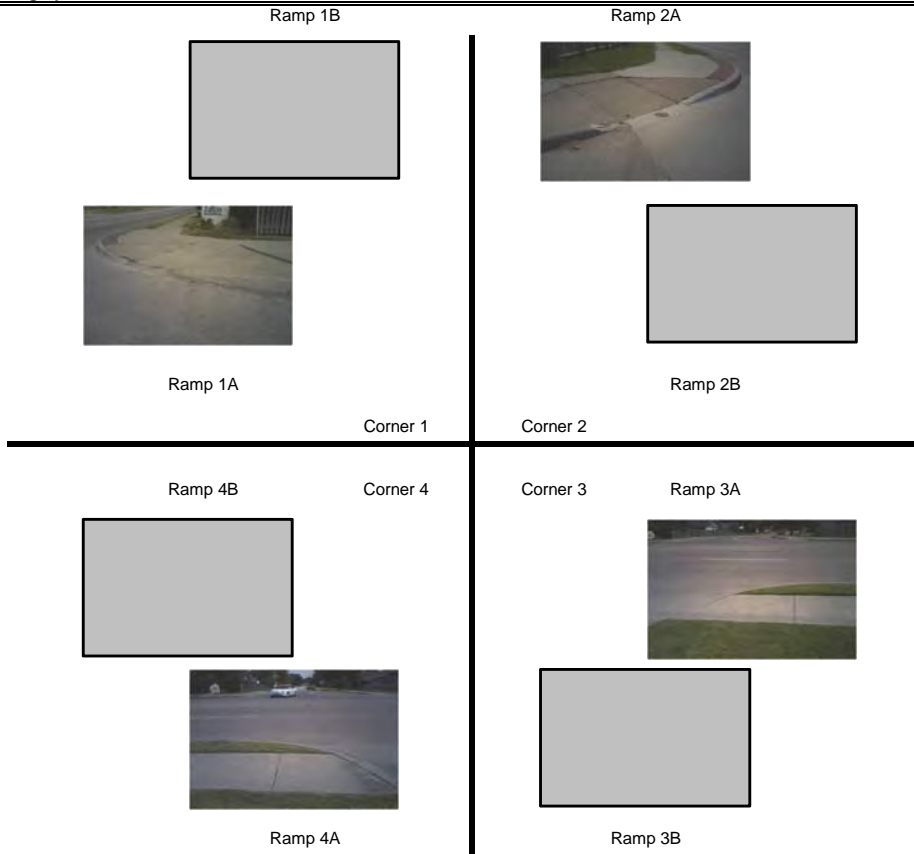 Ramp 1B Ramp 2A
Ramp 1A Ramp 2B
Corner 1 Corner 2
Ramp 4B Corner 4 Corner 3 Ramp 3A
Ramp 4A Ramp 3B